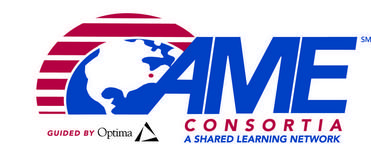 AME SM
CONSORTIA
GUIDED BY Optima
A SHARED LEARNING NETWORK